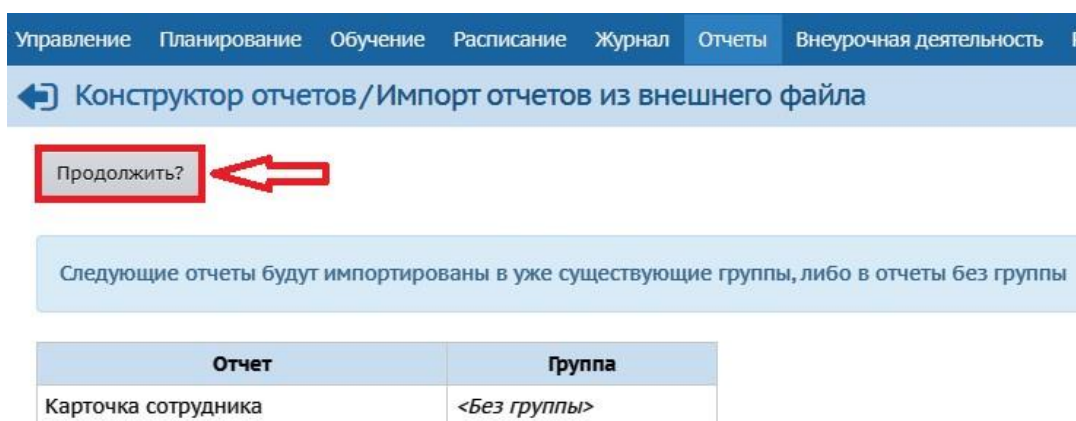 Управление Планирование Обучение Расписание Журнал Отчеты Внеурочная деятельность
Конструктор отчетов/Импорт отчетов из внешнего файла
Продолжить?
Следующие отчеты будут импортированы в уже существующие группы, либо в отчеты без группы
Отчет Группа
Карточка сотрудника <Без группы>